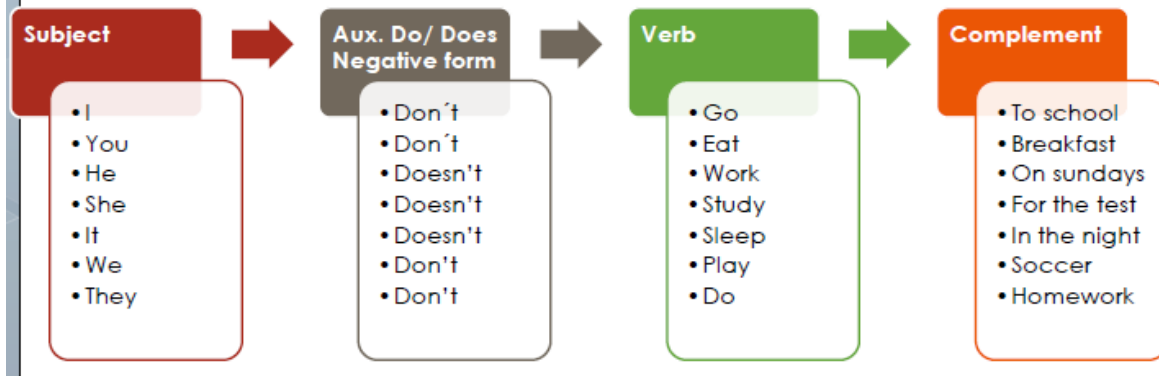 Subject
• I
• You
• He
• She
• It
• We
• They
Aux. Do/ Does
Negative form
• Don´t
• Don´t
• Doesn't
• Doesn't
• Doesn't
• Don't
• Don't
Verb
• Go
• Eat
• Work
• Study
• Sleep
• Play
• Do
Complement
• To school
• Breakfast
• On sundays
• For the test
• In the night
• Soccer
• Homework